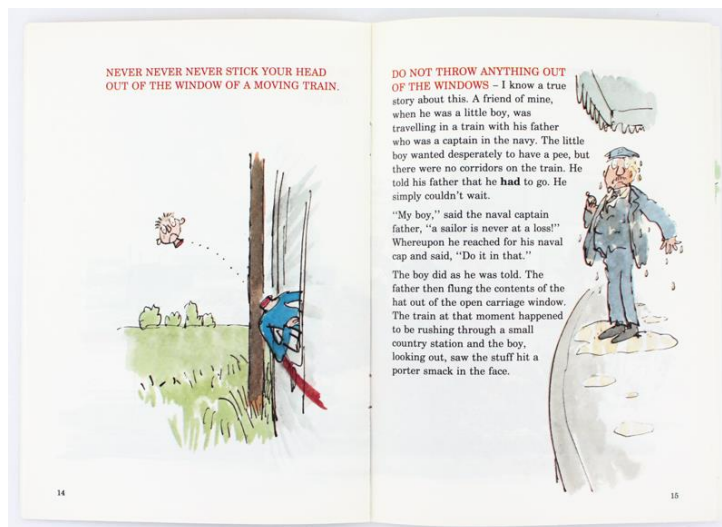 NEVER NEVER NEVER STICK YOUR HEAD
OUT OF THE WINDOW OF A MOVING TRAIN.
14
DO NOT THROW ANYTHING OUT
OF THE WINDOWS – I know a true
story about this. A friend of mine,
when he was a little boy, was
travelling in a train with his father
who was a captain in the navy. The little
boy wanted desperately to have a pee, but
there were no corridors on the train. He
told his father that he had to go. He
simply couldn't wait.
"My boy," said the naval captain
father, "a sailor is never at a loss!"
Whereupon he reached for his naval
cap and said, "Do it in that."
The boy did as he was told. The
father then flung the contents of the
hat out of the open carriage window.
The train at that moment happened
to be rushing through a small
country station and the boy,
looking out, saw the stuff hit a
porter smack in the face.
15